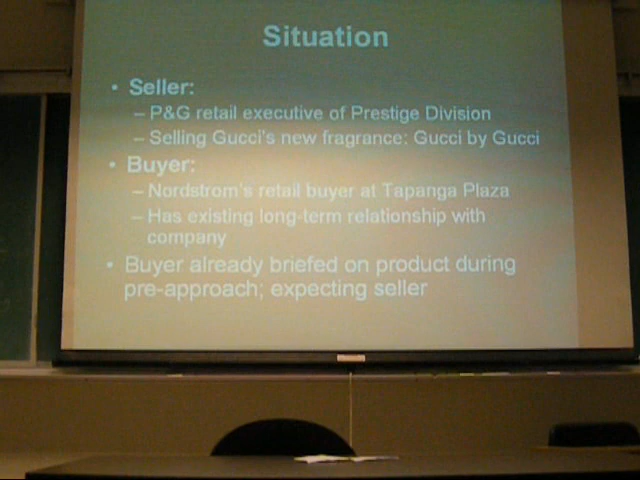 Situation
• Seller:
– P&G retail executive of Prestige Division
– Selling Gucci's new fragrance: Gucci by Gucci
• Buyer:
– Nordstrom's retail buyer at Tapanga Plaza
– Has existing long-term relationship with
company
• Buyer already briefed on product during
pre-approach; expecting seller